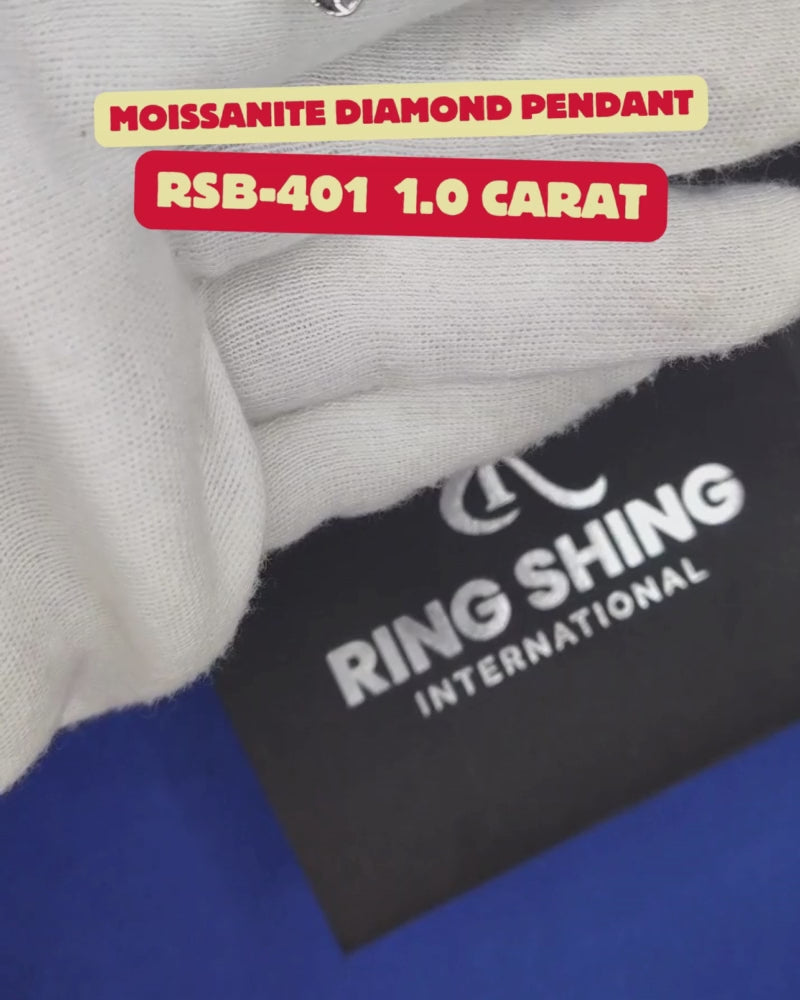 MOISSANITE DIAMOND PENDANT
RSB-401 1.0 CARAT
RING SHING
INTERNATIONAL